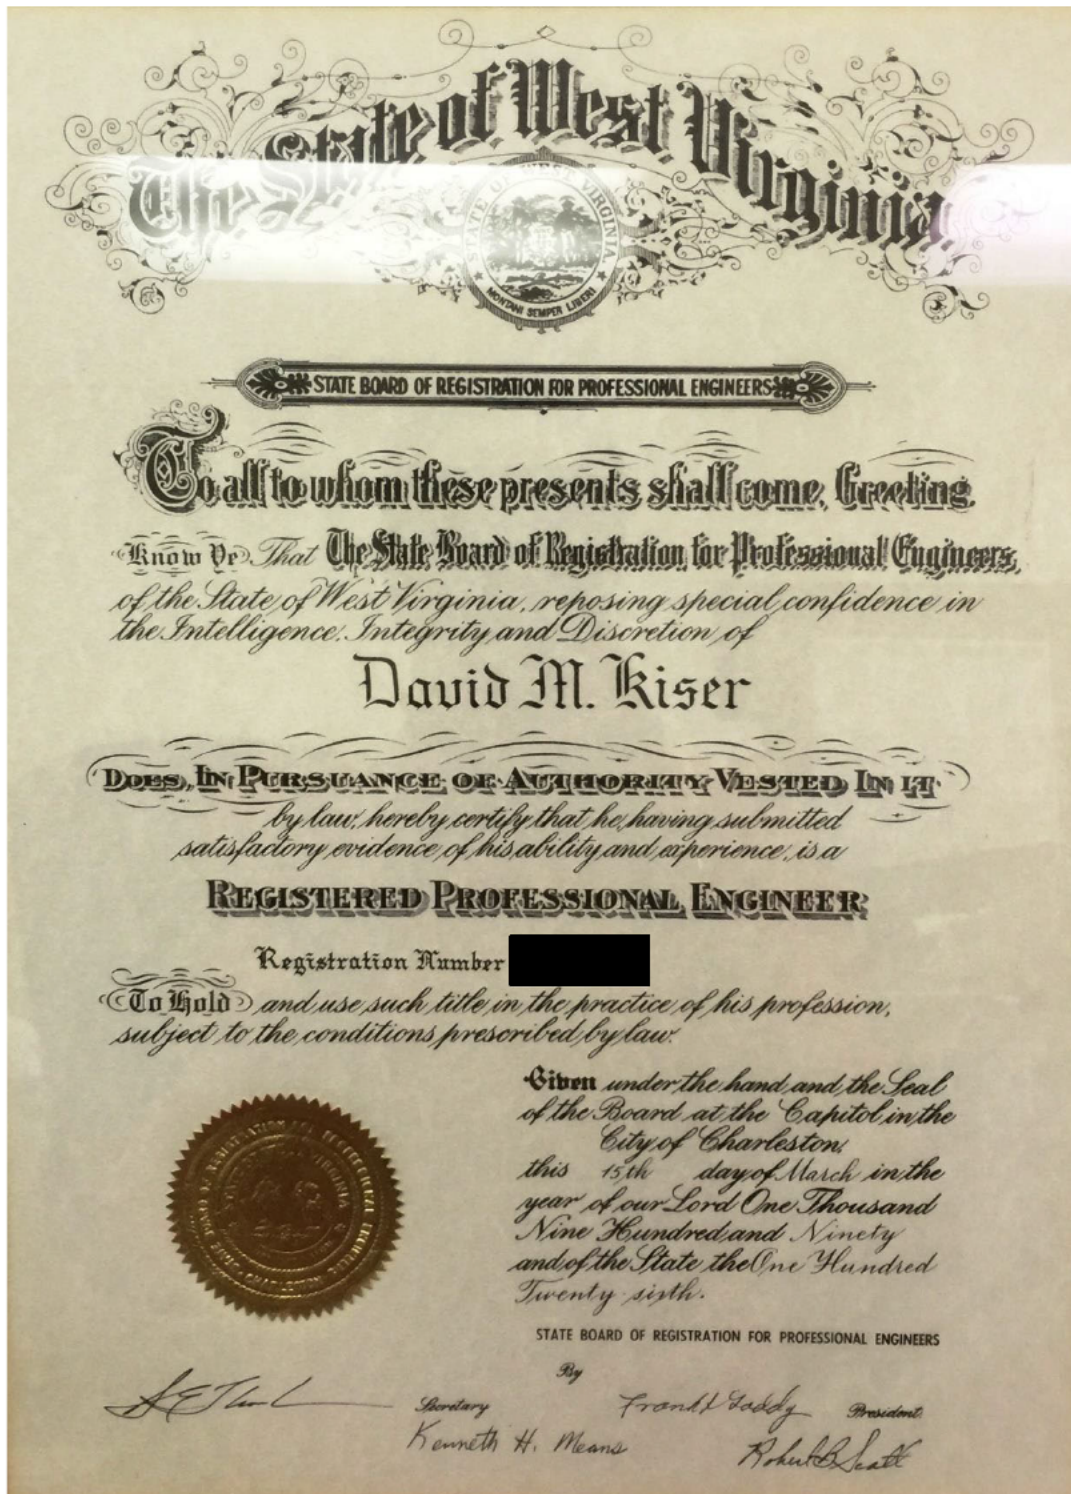 The State of West Virginia
STATE OF WEST VIRGINIA
MONTANI SEMPER LIBERI
STATE BOARD OF REGISTRATION FOR PROFESSIONAL ENGINEERS
To all to whom these presents shall come, Greeting.
Know Ye That The State Board of Registration for Professional Engineers,
of the State of West Virginia, reposing special confidence in
the Intelligence, Integrity and Discretion of
David M. Kiser
DOES, IN PURSUANCE OF AUTHORITY VESTED IN IT
by law, hereby certify that he, having submitted
satisfactory evidence of his ability and experience, is a
REGISTERED PROFESSIONAL ENGINEER
Registration Number
To Hold and use such title in the practice of his profession,
subject to the conditions prescribed by law.
Given under the hand and the Seal
of the Board at the Capitol in the
City of Charleston,
this 15th day of March in the
year of our Lord One Thousand
Nine Hundred and Ninety
and of the State the One Hundred
Twenty sixth.
STATE BOARD OF REGISTRATION FOR PROFESSIONAL ENGINEERS
By
Secretary
President
Kenneth H. Means
Robert B Scott